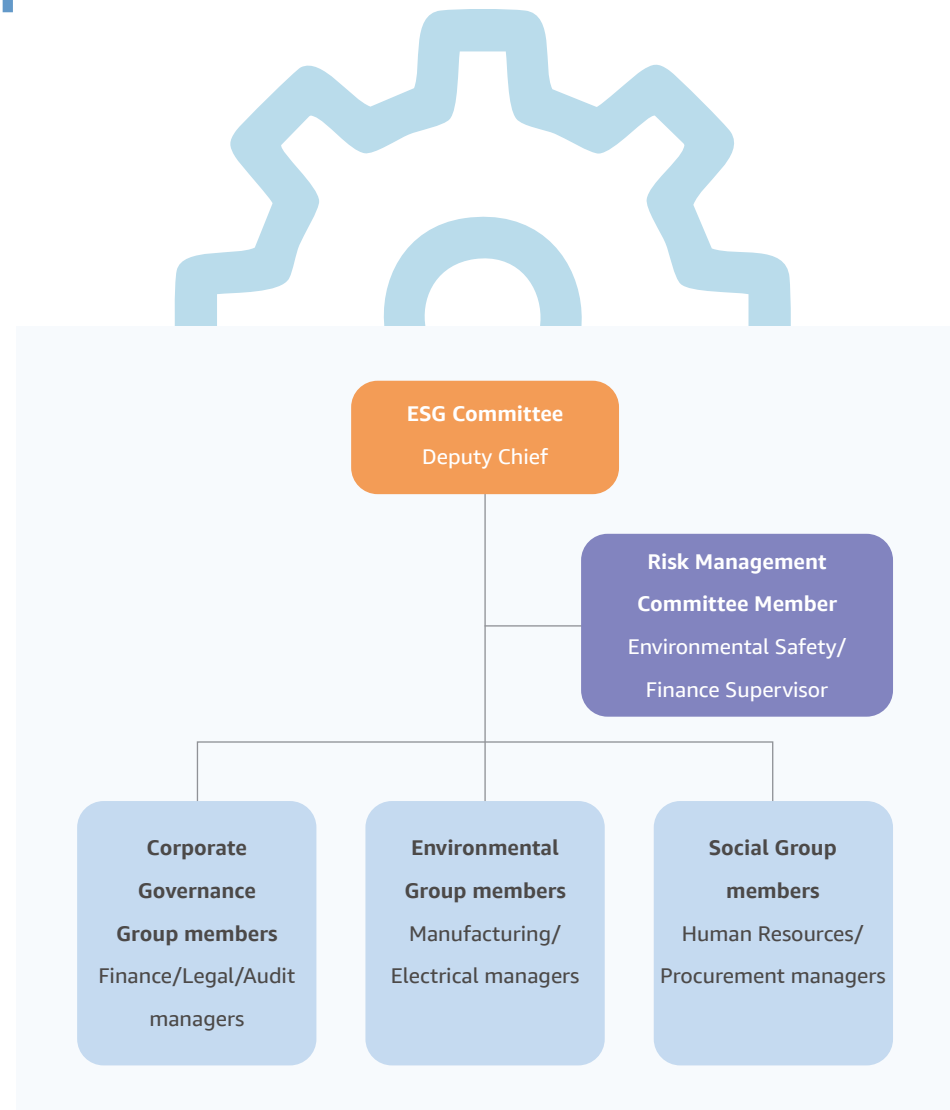 ESG Committee
Deputy Chief
Risk Management
Committee Member
Environmental Safety/
Finance Supervisor
Corporate
Governance
Group members
Finance/Legal/Audit
managers
Environmental
Group members
Manufacturing/
Electrical managers
Social Group
members
Human Resources/
Procurement managers